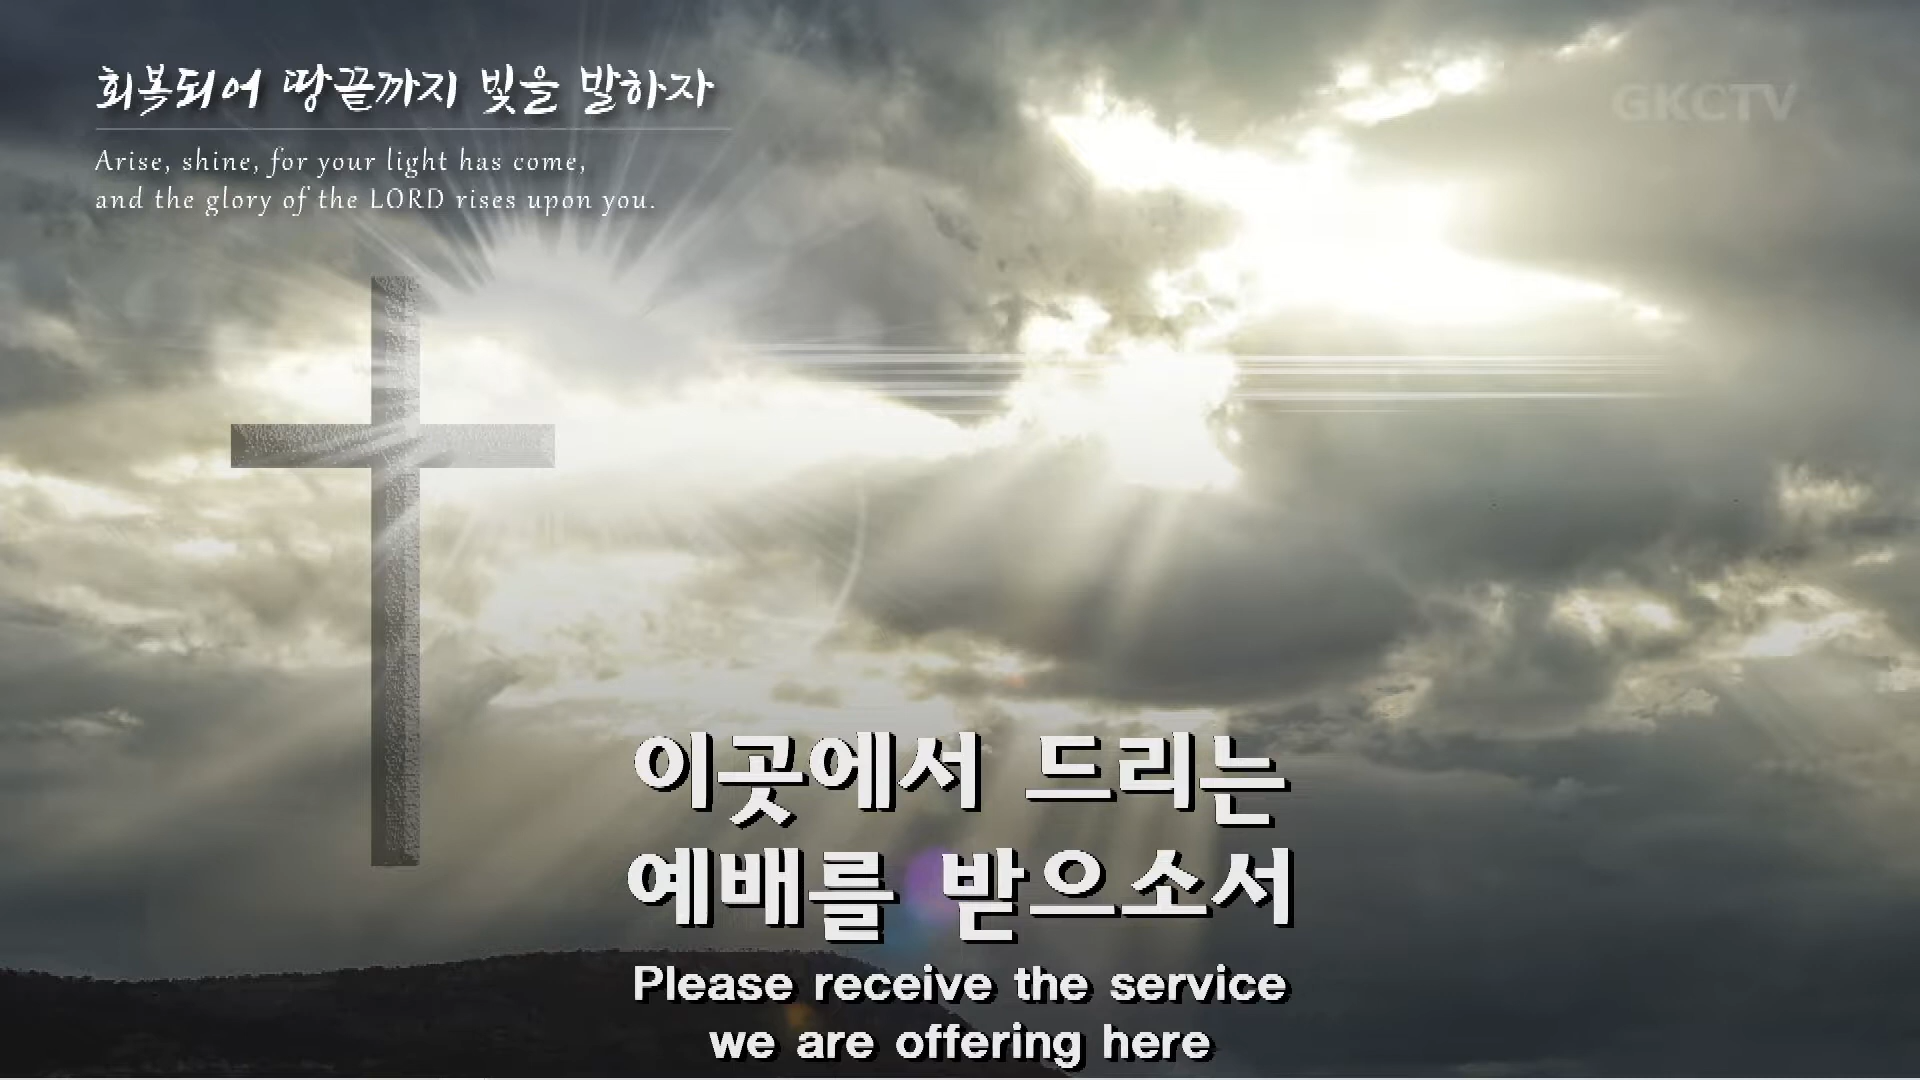 회복되어 땅끝까지 빛을 발하자
Arise, shine, for your light has come,
and the glory of the LORD rises upon you.
GKCTV
이곳에서 드리는
예배를 받으소서
Please receive the service
we are offering here